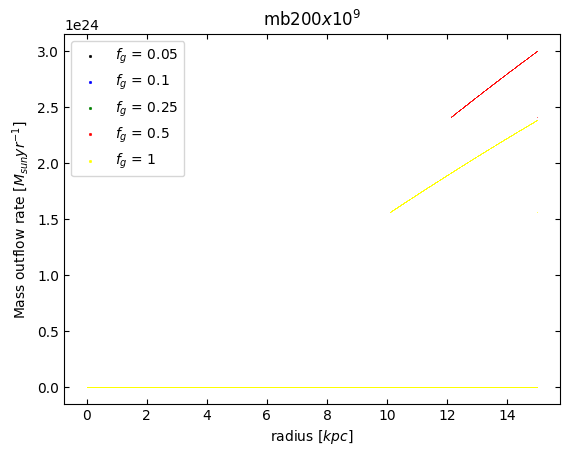 mb200x10⁹
1e24
3.0
2.5
2.0
1.5
1.0
0.5
0.0
Mass outflow rate [M_sun yr⁻¹]
f_g = 0.05
f_g = 0.1
f_g = 0.25
f_g = 0.5
f_g = 1
0 2 4 6 8 10 12 14
radius [kpc]